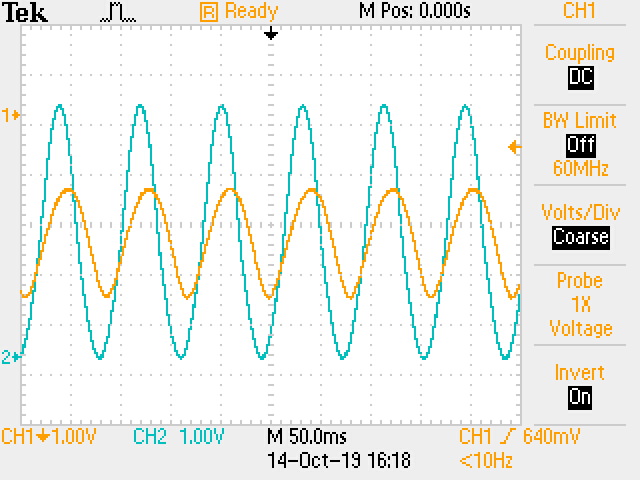 Tek R Ready M Pos: 0.000s CH1
Coupling
DC
1
BW Limit
Off
60MHz
Volts/Div
Coarse
Probe
1X
Voltage
2
Invert
On
CH1 1.00V CH2 1.00V M 50.0ms CH1 640mV
14-Oct-19 16:18 <10Hz